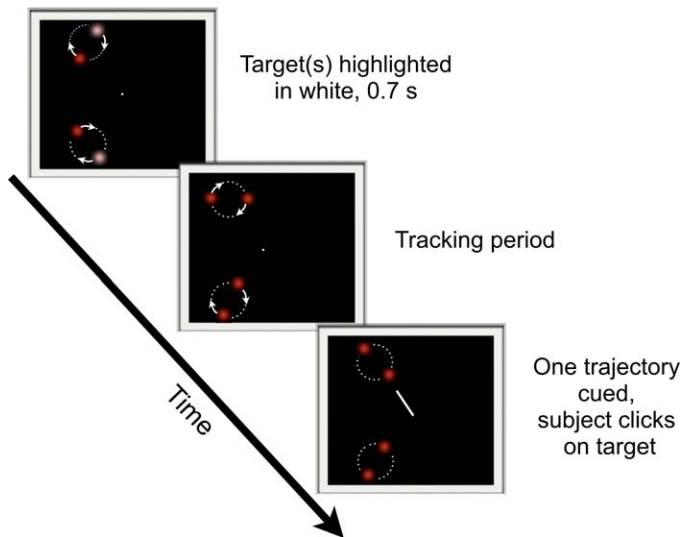 Target(s) highlighted
in white, 0.7 s
Tracking period
One trajectory
cued,
subject clicks
on target
Time